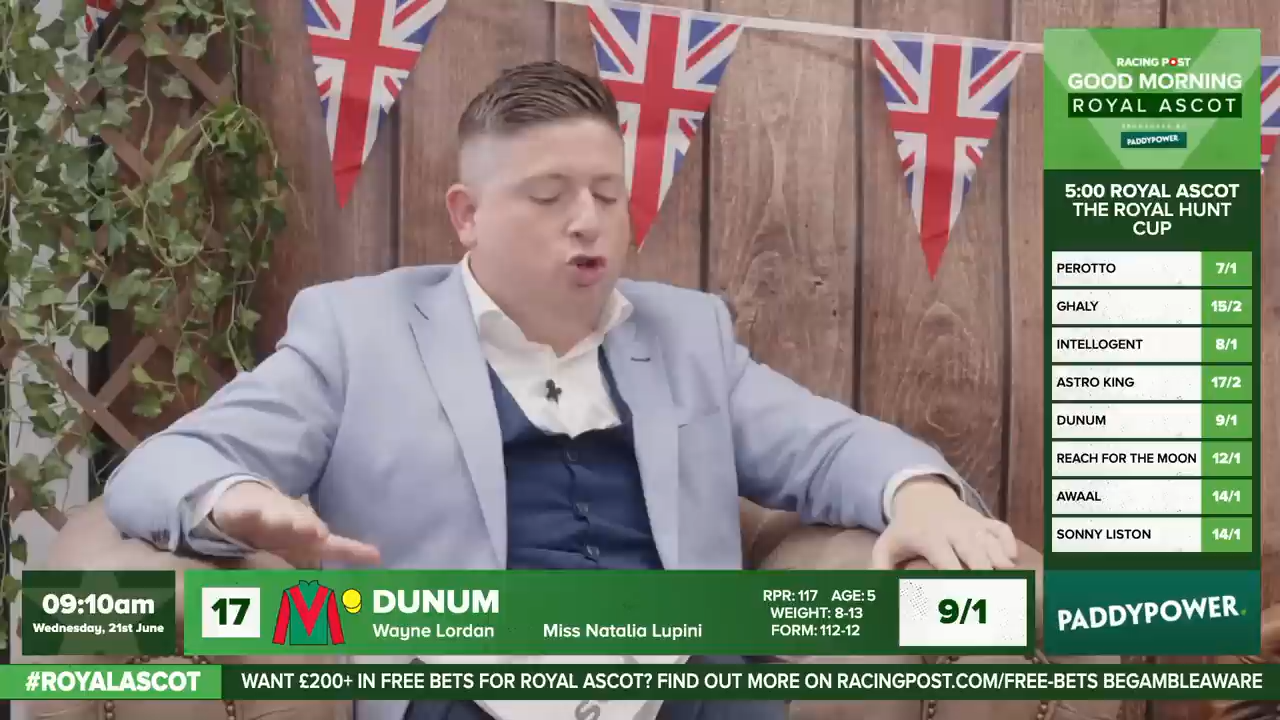 RACING POST
GOOD MORNING
ROYAL ASCOT
SPONSORED BY
PADDYPOWER
5:00 ROYAL ASCOT
THE ROYAL HUNT
CUP
PEROTTO 7/1
GHALY 15/2
INTELLOGENT 8/1
ASTRO KING 17/2
DUNUM 9/1
REACH FOR THE MOON 12/1
AWAAL 14/1
SONNY LISTON 14/1
PADDYPOWER.
09:10am
Wednesday, 21st June
17
DUNUM
Wayne Lordan
Miss Natalia Lupini
RPR: 117 AGE: 5
WEIGHT: 8-13
FORM: 112-12
9/1
#ROYALASCOT
WANT £200+ IN FREE BETS FOR ROYAL ASCOT? FIND OUT MORE ON RACINGPOST.COM/FREE-BETS BEGAMBLEAWARE